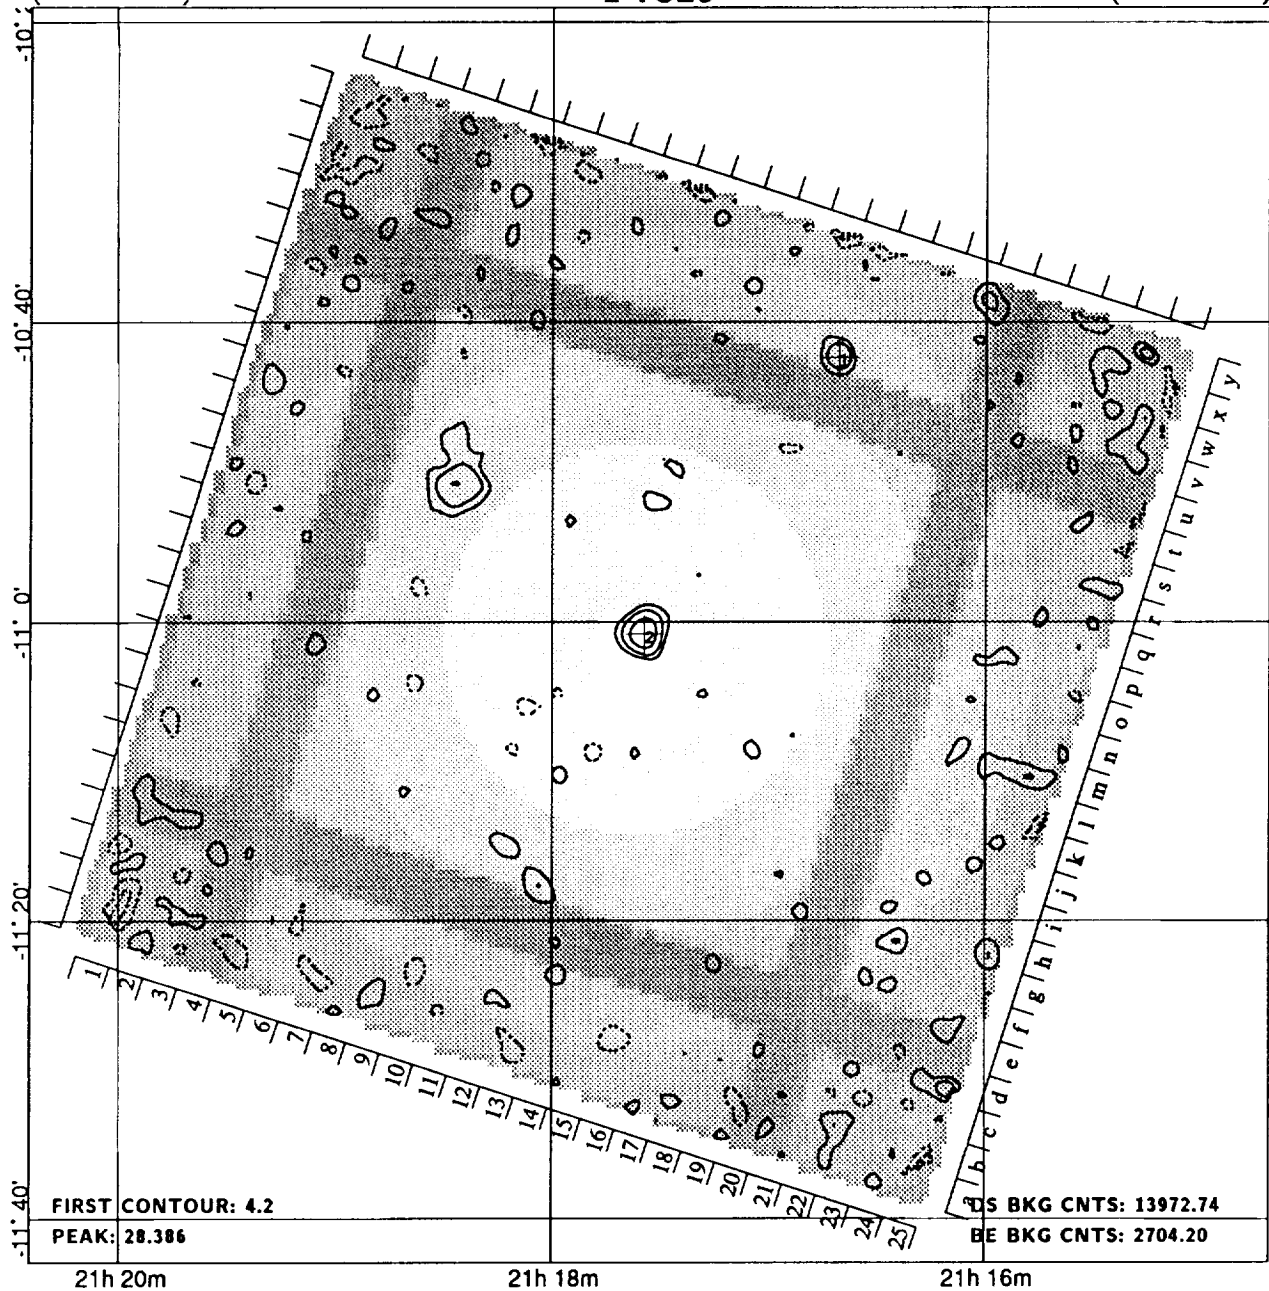 -10° 40'
-11° 0'
-11° 20'
-11° 40'
1
2
y
x
w
v
u
t
s
r
q
p
o
n
m
l
k
j
i
h
g
f
e
d
c
b
a
1 2 3 4 5 6 7 8 9 10 11 12 13 14 15 16 17 18 19 20 21 22 23 24 25
FIRST CONTOUR: 4.2
PEAK: 28.386
DS BKG CNTS: 13972.74
BE BKG CNTS: 2704.20
21h 20m 21h 18m 21h 16m